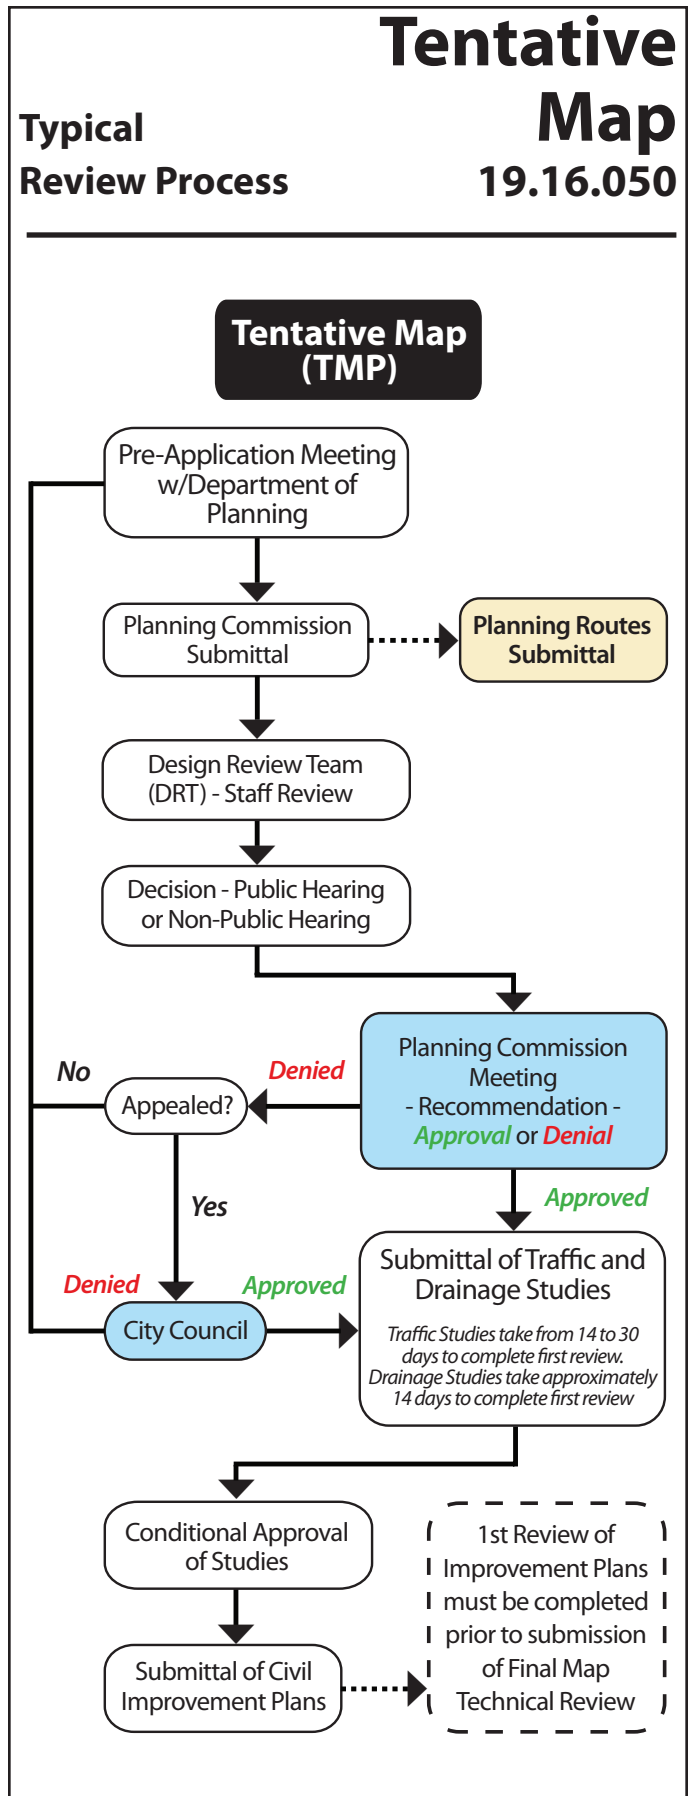 Tentative
Map
19.16.050
Typical
Review Process
Tentative Map
(TMP)
Pre-Application Meeting
w/Department of
Planning
Planning Commission
Submittal
Planning Routes
Submittal
Design Review Team
(DRT) - Staff Review
Decision - Public Hearing
or Non-Public Hearing
Planning Commission
Meeting
- Recommendation -
Approval or Denial
Denied
No
Appealed?
Yes
Approved
Denied
Approved
City Council
Submittal of Traffic and
Drainage Studies
Traffic Studies take from 14 to 30
days to complete first review.
Drainage Studies take approximately
14 days to complete first review
Conditional Approval
of Studies
Submittal of Civil
Improvement Plans
1st Review of
Improvement Plans
must be completed
prior to submission
of Final Map
Technical Review